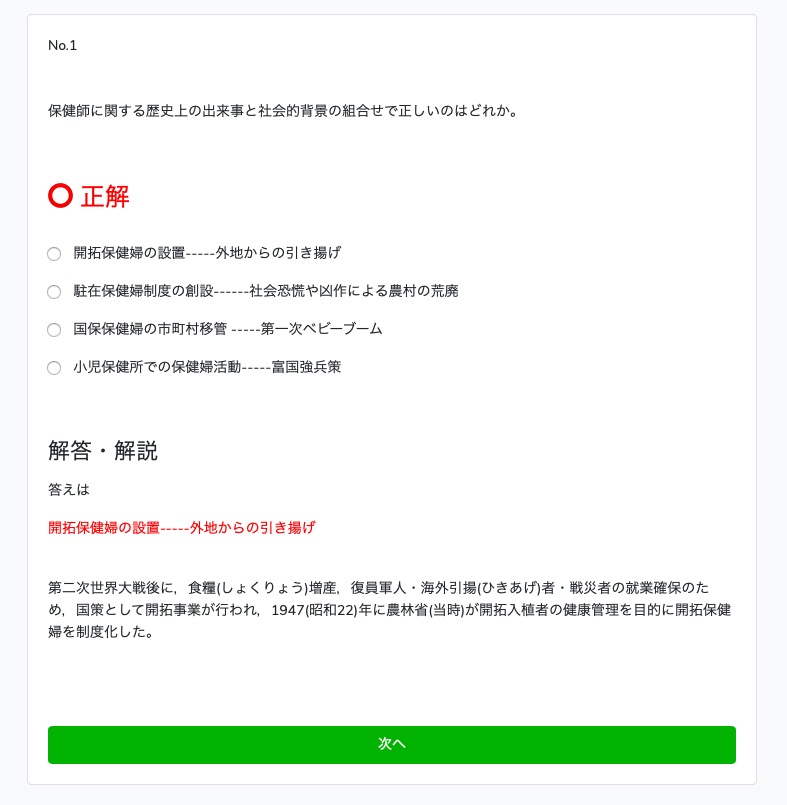 No.1
保健師に関する歴史上の出来事と社会的背景の組合せで正しいのはどれか。
正解
開拓保健婦の設置-----外地からの引き揚げ
駐在保健婦制度の創設------社会恐慌や凶作による農村の荒廃
国保保健婦の市町村移管 -----第一次ベビーブーム
小児保健所での保健婦活動-----富国強兵策
解答・解説
答えは
開拓保健婦の設置-----外地からの引き揚げ
第二次世界大戦後に，食糧(しょくりょう)増産，復員軍人・海外引揚(ひきあげ)者・戦災者の就業確保のた
め，国策として開拓事業が行われ，1947(昭和22)年に農林省(当時)が開拓入植者の健康管理を目的に開拓保健
婦を制度化した。
次へ